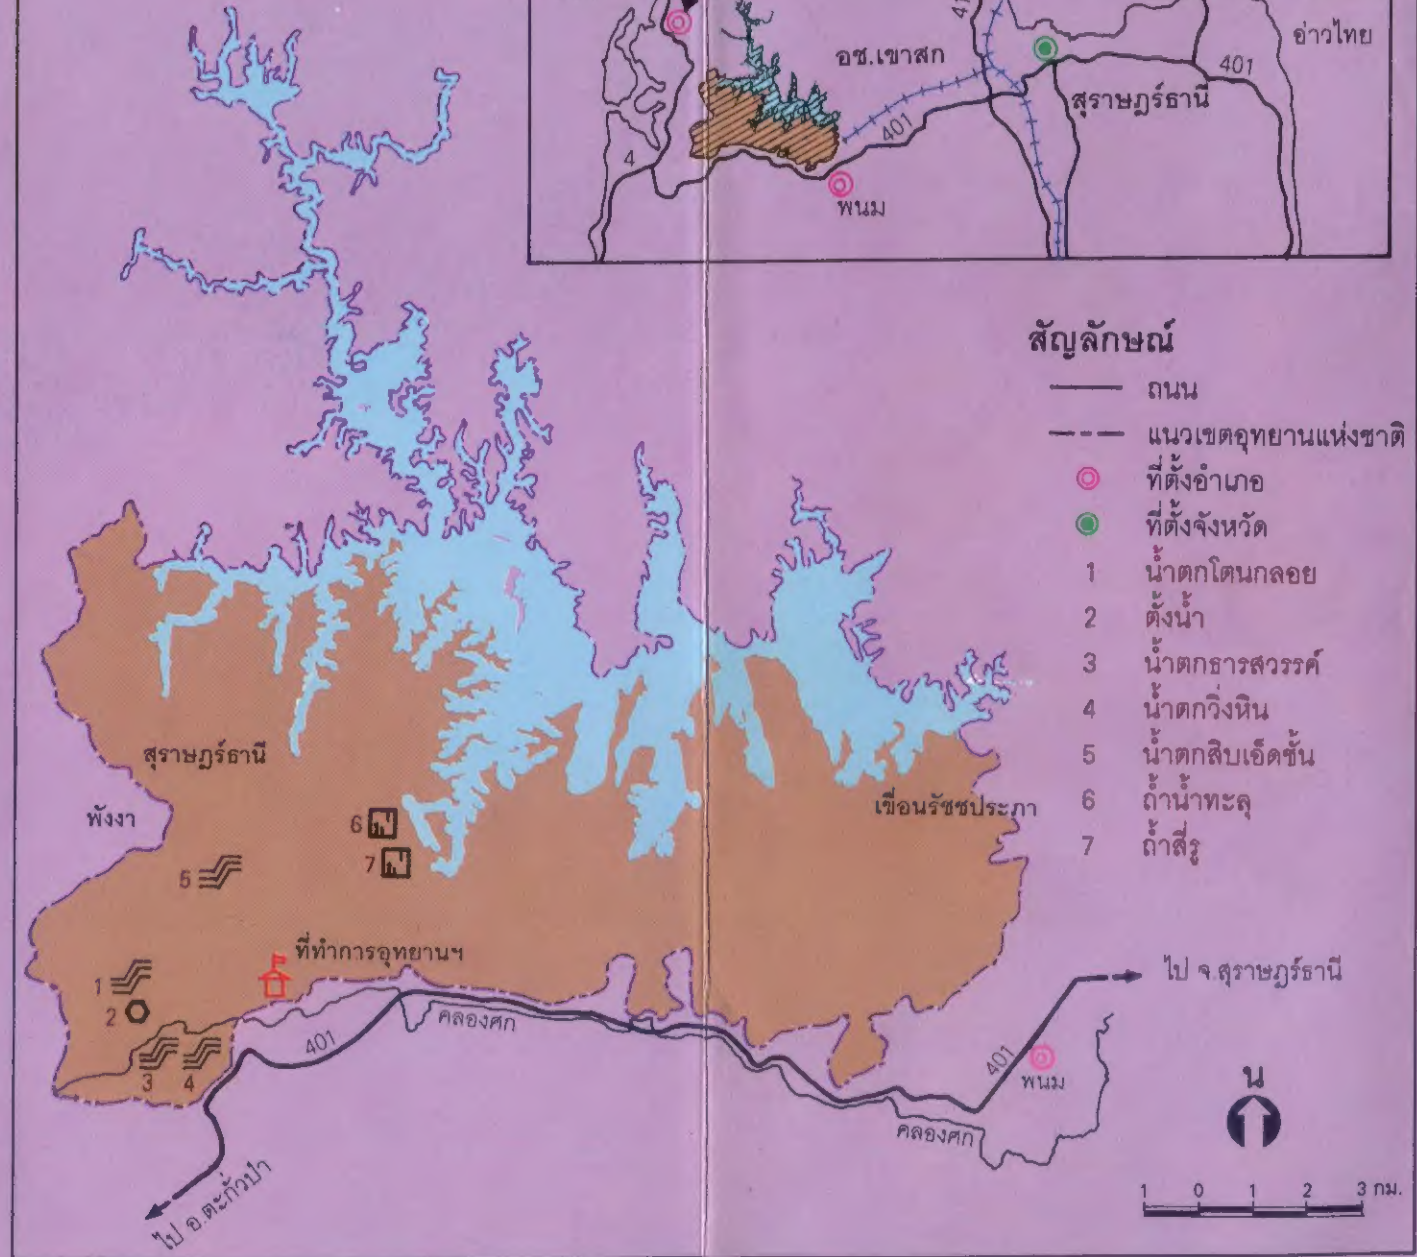 41
อ่าวไทย
อช.เขาสก
401
สุราษฎร์ธานี
401
4
พนม
สัญลักษณ์
ถนน
แนวเขตอุทยานแห่งชาติ
ที่ตั้งอำเภอ
ที่ตั้งจังหวัด
1 น้ำตกโตนกลอย
2 ตั้งน้ำ
3 น้ำตกธารสวรรค์
4 น้ำตกวิ่งหิน
5 น้ำตกสิบเอ็ดชั้น
6 ถ้ำน้ำทะลุ
7 ถ้ำสี่รู
สุราษฎร์ธานี
พังงา
เขื่อนรัชชประภา
6
7
5
ที่ทำการอุทยานฯ
1
2
3
4
401
คลองศก
ไป จ.สุราษฎร์ธานี
401
พนม
คลองศก
ไป อ.ตะกั่วป่า
น
1 0 1 2 3 กม.